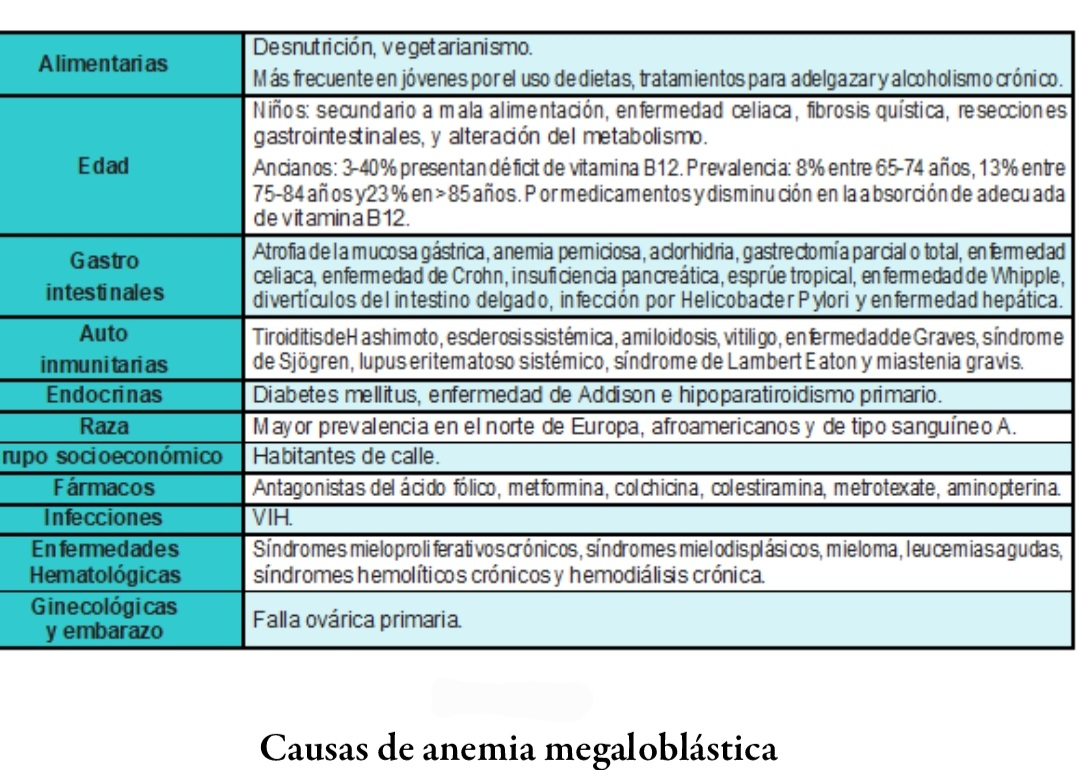 Alimentarias
Desnutrición, vegetarianismo.
Más frecuente en jóvenes por el uso de dietas, tratamientos para adelgazar y alcoholismo crónico.
Edad
Niños: secundario a mala alimentación, enfermedad celiaca, fibrosis quística, resecciones
gastrointestinales, y alteración del metabolismo.
Ancianos: 3-40% presentan déficit de vitamina B12. Prevalencia: 8% entre 65-74 años, 13% entre
75-84 años y 23% en >85 años. Por medicamentos y disminución en la absorción de adecuada
de vitamina B12.
Gastro
intestinales
Atrofia de la mucosa gástrica, anemia perniciosa, aclorhidria, gastrectomía parcial o total, enfermedad
celiaca, enfermedad de Crohn, insuficiencia pancreática, esprúe tropical, enfermedad de Whipple,
divertículos del intestino delgado, infección por Helicobacter Pylori y enfermedad hepática.
Auto
inmunitarias
Tiroiditis de Hashimoto, esclerosis sistémica, amiloidosis, vitiligo, enfermedad de Graves, síndrome
de Sjögren, lupus eritematoso sistémico, síndrome de Lambert Eaton y miastenia gravis.
Endocrinas
Diabetes mellitus, enfermedad de Addison e hipoparatiroidismo primario.
Raza
Mayor prevalencia en el norte de Europa, afroamericanos y de tipo sanguíneo A.
rupo socioeconómico
Habitantes de calle.
Fármacos
Antagonistas del ácido fólico, metformina, colchicina, colestiramina, metrotexate, aminopterina.
Infecciones
VIH.
Enfermedades
Hematológicas
Síndromes mieloproliferativos crónicos, síndromes mielodisplásicos, mieloma, leucemias agudas,
síndromes hemolíticos crónicos y hemodiálisis crónica.
Ginecológicas
y embarazo
Falla ovárica primaria.
Causas de anemia megaloblástica